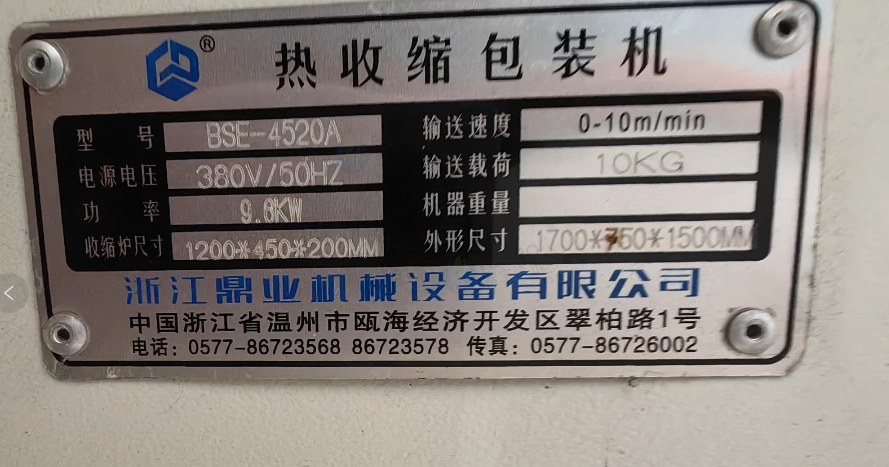 ®
热收缩包装机
型号 BSE-4520A 输送速度 0-10m/min
电源电压 380V/50HZ 输送载荷 10KG
功率 9.6KW 机器重量
收缩炉尺寸 1200*450*200MM 外形尺寸 1700*750*1500MM
浙江鼎业机械设备有限公司
中国浙江省温州市瓯海经济开发区翠柏路1号
电话：0577-86723568 86723578 传真：0577-86726002